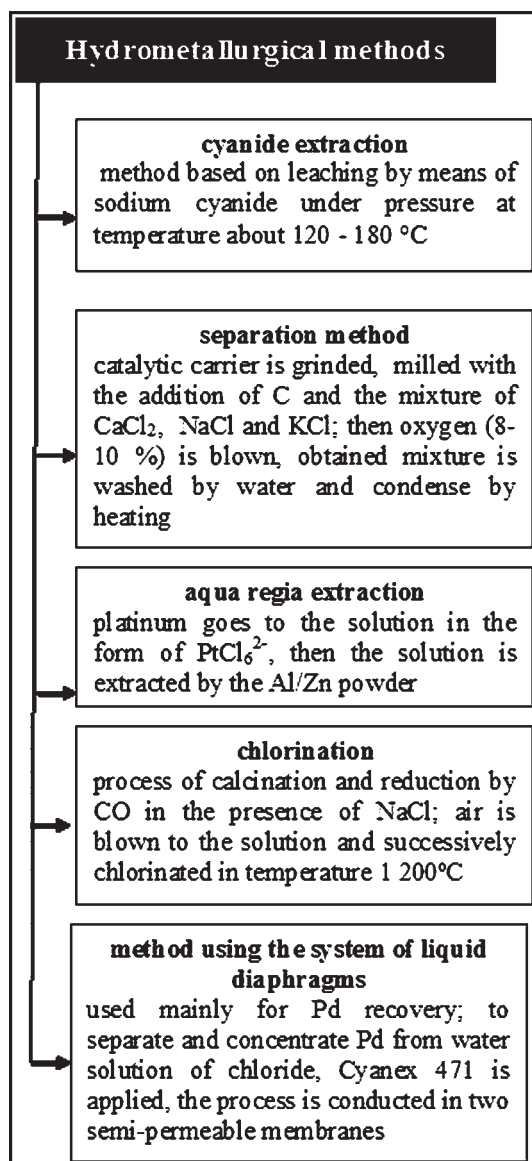 Hydrometallurgical methods
cyanide extraction
method based on leaching by means of
sodium cyanide under pressure at
temperature about 120 - 180 °C
separation method
catalytic carrier is grinded, milled with
the addition of C and the mixture of
CaCl₂, NaCl and KCl; then oxygen (8-
10 %) is blown, obtained mixture is
washed by water and condense by
heating
aqua regia extraction
platinum goes to the solution in the
form of PtCl₆²⁻, then the solution is
extracted by the Al/Zn powder
chlorination
process of calcination and reduction by
CO in the presence of NaCl; air is
blown to the solution and successively
chlorinated in temperature 1 200°C
method using the system of liquid
diaphragms
used mainly for Pd recovery; to
separate and concentrate Pd from water
solution of chloride, Cyanex 471 is
applied, the process is conducted in two
semi-permeable membranes